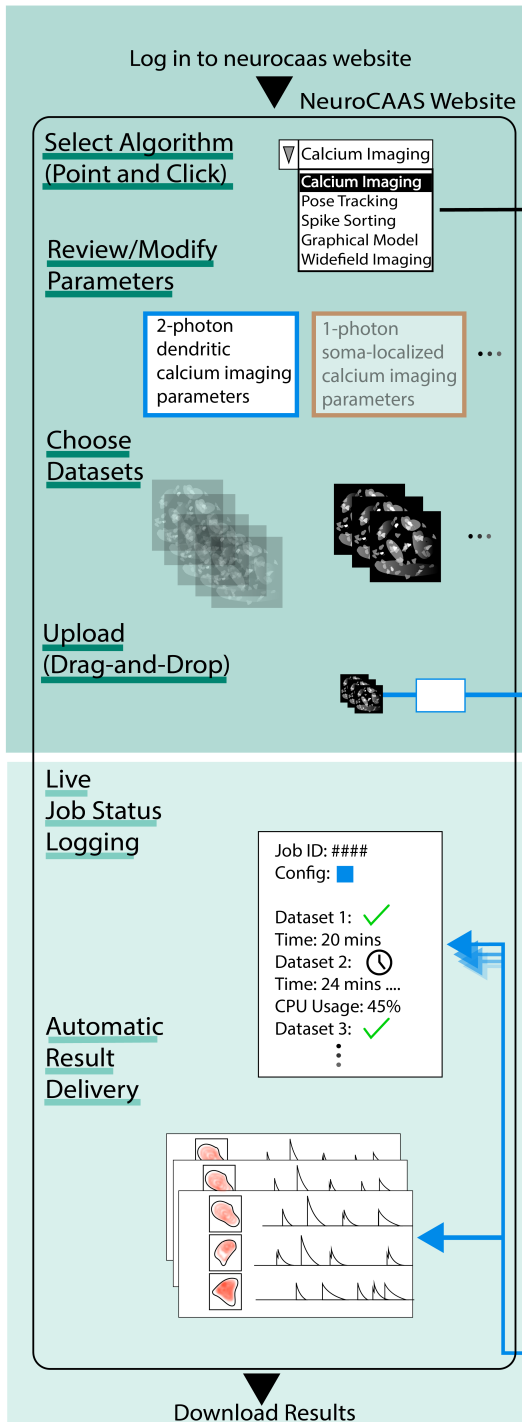 Log in to neurocaas website
NeuroCAAS Website
Select Algorithm
(Point and Click)
Calcium Imaging
Calcium Imaging
Pose Tracking
Spike Sorting
Graphical Model
Widefield Imaging
Review/Modify
Parameters
2-photon
dendritic
calcium imaging
parameters
1-photon
soma-localized
calcium imaging
parameters
Choose
Datasets
Upload
(Drag-and-Drop)
Live
Job Status
Logging
Job ID: ####
Config:
Dataset 1:
Time: 20 mins
Dataset 2:
Time: 24 mins ....
CPU Usage: 45%
Dataset 3:
Automatic
Result
Delivery
Download Results